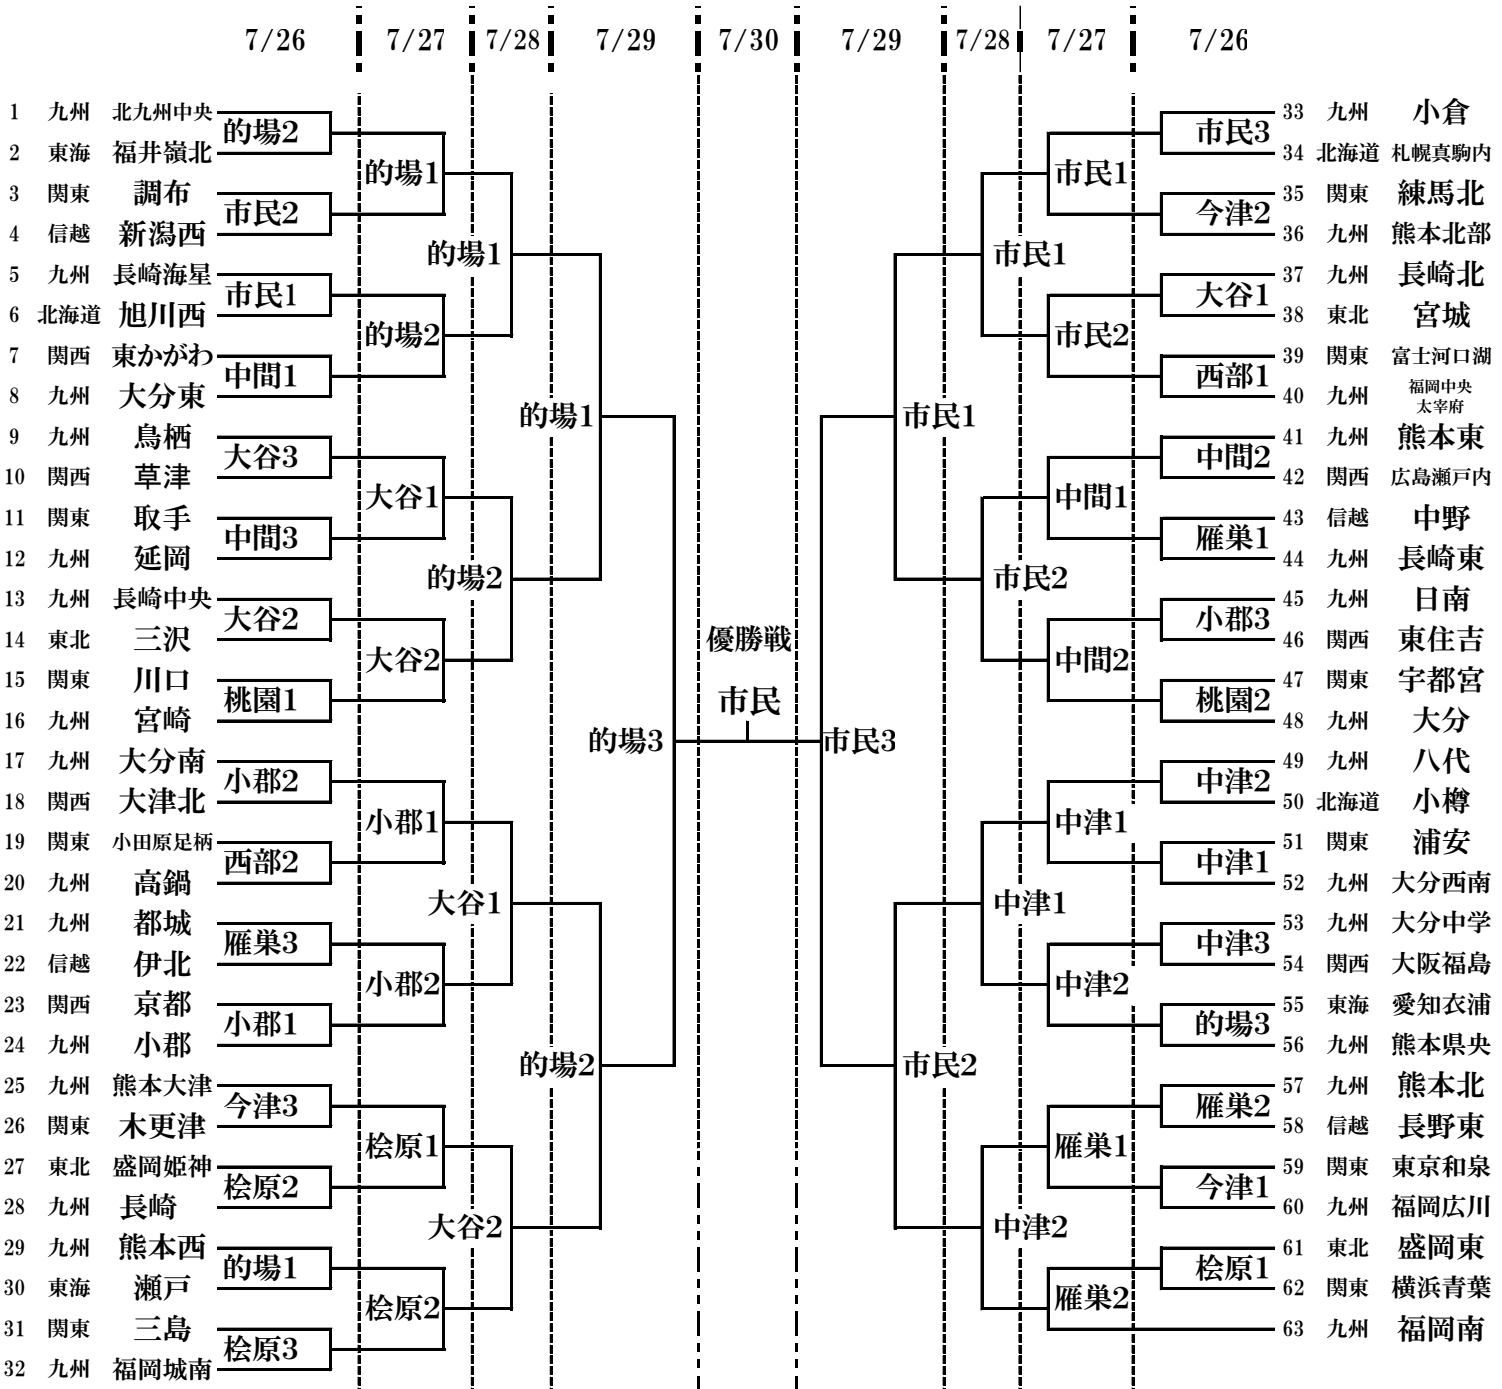 7/26 7/27 7/28 7/29 7/30 7/29 7/28 7/27 7/26
1 九州 北九州中央
2 東海 福井嶺北
3 関東 調布
4 信越 新潟西
5 九州 長崎海星
6 北海道 旭川西
7 関西 東かがわ
8 九州 大分東
9 九州 鳥栖
10 関西 草津
11 関東 取手
12 九州 延岡
13 九州 長崎中央
14 東北 三沢
15 関東 川口
16 九州 宮崎
17 九州 大分南
18 関西 大津北
19 関東 小田原足柄
20 九州 高鍋
21 九州 都城
22 信越 伊北
23 関西 京都
24 九州 小郡
25 九州 熊本大津
26 関東 木更津
27 東北 盛岡姫神
28 九州 長崎
29 九州 熊本西
30 東海 瀬戸
31 関東 三島
32 九州 福岡城南
的場2
市民2
市民1
中間1
大谷3
中間3
大谷2
桃園1
小郡2
西部2
雁巣3
小郡1
今津3
桧原2
的場1
桧原3
的場1
的場2
大谷1
大谷2
小郡1
小郡2
桧原1
桧原2
的場1
的場2
大谷1
大谷2
的場1
的場2
的場3
優勝戦
市民
市民3
市民1
市民2
市民1
市民2
中津1
中津2
市民1
市民2
中間1
中間2
中津1
中津2
雁巣1
雁巣2
市民3
今津2
大谷1
西部1
中間2
雁巣1
小郡3
桃園2
中津2
中津1
中津3
的場3
雁巣2
今津1
桧原1
33 九州 小倉
34 北海道 札幌真駒内
35 関東 練馬北
36 九州 熊本北部
37 九州 長崎北
38 東北 宮城
39 関東 富士河口湖
40 九州 福岡中央
太宰府
41 九州 熊本東
42 関西 広島瀬戸内
43 信越 中野
44 九州 長崎東
45 九州 日南
46 関西 東住吉
47 関東 宇都宮
48 九州 大分
49 九州 八代
50 北海道 小樽
51 関東 浦安
52 九州 大分西南
53 九州 大分中学
54 関西 大阪福島
55 東海 愛知衣浦
56 九州 熊本県央
57 九州 熊本北
58 信越 長野東
59 関東 東京和泉
60 九州 福岡広川
61 東北 盛岡東
62 関東 横浜青葉
63 九州 福岡南